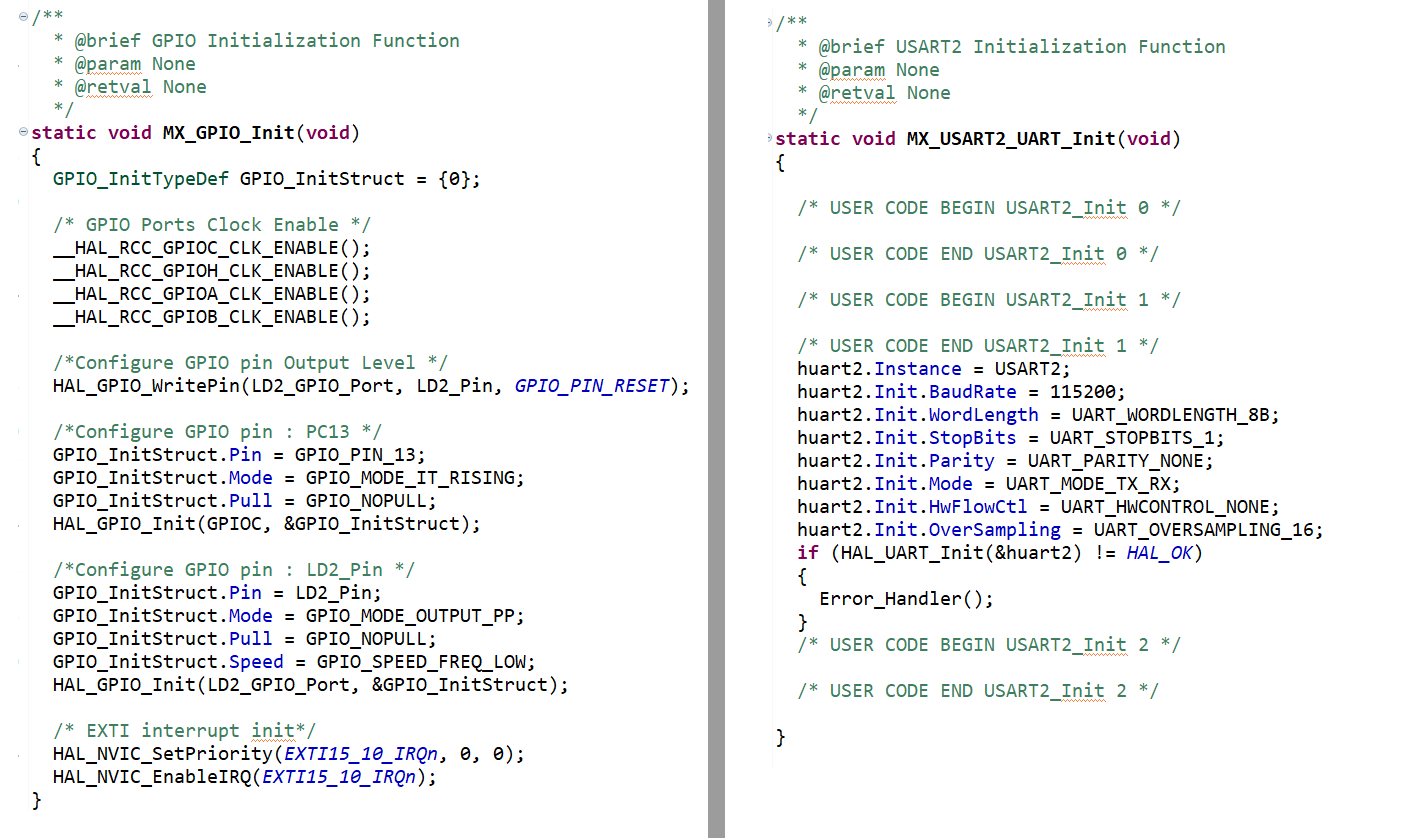 /**
* @brief GPIO Initialization Function
* @param None
* @retval None
*/
static void MX_GPIO_Init(void)
{
GPIO_InitTypeDef GPIO_InitStruct = {0};
/* GPIO Ports Clock Enable */
__HAL_RCC_GPIOC_CLK_ENABLE();
__HAL_RCC_GPIOH_CLK_ENABLE();
__HAL_RCC_GPIOA_CLK_ENABLE();
__HAL_RCC_GPIOB_CLK_ENABLE();
/*Configure GPIO pin Output Level */
HAL_GPIO_WritePin(LD2_GPIO_Port, LD2_Pin, GPIO_PIN_RESET);
/*Configure GPIO pin : PC13 */
GPIO_InitStruct.Pin = GPIO_PIN_13;
GPIO_InitStruct.Mode = GPIO_MODE_IT_RISING;
GPIO_InitStruct.Pull = GPIO_NOPULL;
HAL_GPIO_Init(GPIOC, &GPIO_InitStruct);
/*Configure GPIO pin : LD2_Pin */
GPIO_InitStruct.Pin = LD2_Pin;
GPIO_InitStruct.Mode = GPIO_MODE_OUTPUT_PP;
GPIO_InitStruct.Pull = GPIO_NOPULL;
GPIO_InitStruct.Speed = GPIO_SPEED_FREQ_LOW;
HAL_GPIO_Init(LD2_GPIO_Port, &GPIO_InitStruct);
/* EXTI interrupt init*/
HAL_NVIC_SetPriority(EXTI15_10_IRQn, 0, 0);
HAL_NVIC_EnableIRQ(EXTI15_10_IRQn);
}
/**
* @brief USART2 Initialization Function
* @param None
* @retval None
*/
static void MX_USART2_UART_Init(void)
{
/* USER CODE BEGIN USART2_Init 0 */
/* USER CODE END USART2_Init 0 */
/* USER CODE BEGIN USART2_Init 1 */
/* USER CODE END USART2_Init 1 */
huart2.Instance = USART2;
huart2.Init.BaudRate = 115200;
huart2.Init.WordLength = UART_WORDLENGTH_8B;
huart2.Init.StopBits = UART_STOPBITS_1;
huart2.Init.Parity = UART_PARITY_NONE;
huart2.Init.Mode = UART_MODE_TX_RX;
huart2.Init.HwFlowCtl = UART_HWCONTROL_NONE;
huart2.Init.OverSampling = UART_OVERSAMPLING_16;
if (HAL_UART_Init(&huart2) != HAL_OK)
{
Error_Handler();
}
/* USER CODE BEGIN USART2_Init 2 */
/* USER CODE END USART2_Init 2 */
}